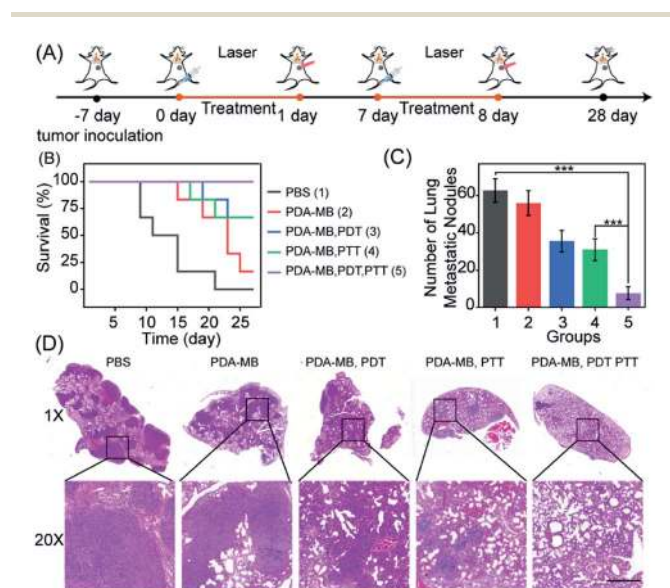 (A)
Laser
Laser
Treatment
Treatment
-7 day
0 day
1 day
7 day
8 day
28 day
tumor inoculation
(B)
Survival (%)
100
75
50
25
0
5
10
15
20
25
Time (day)
PBS (1)
PDA-MB (2)
PDA-MB,PDT (3)
PDA-MB,PTT (4)
PDA-MB,PDT,PTT (5)
(C)
Number of Lung
Metastatic Nodules
60
40
20
0
***
***
1
2
3
4
5
Groups
(D)
PBS
PDA-MB
PDA-MB, PDT
PDA-MB, PTT
PDA-MB, PDT PTT
1X
20X